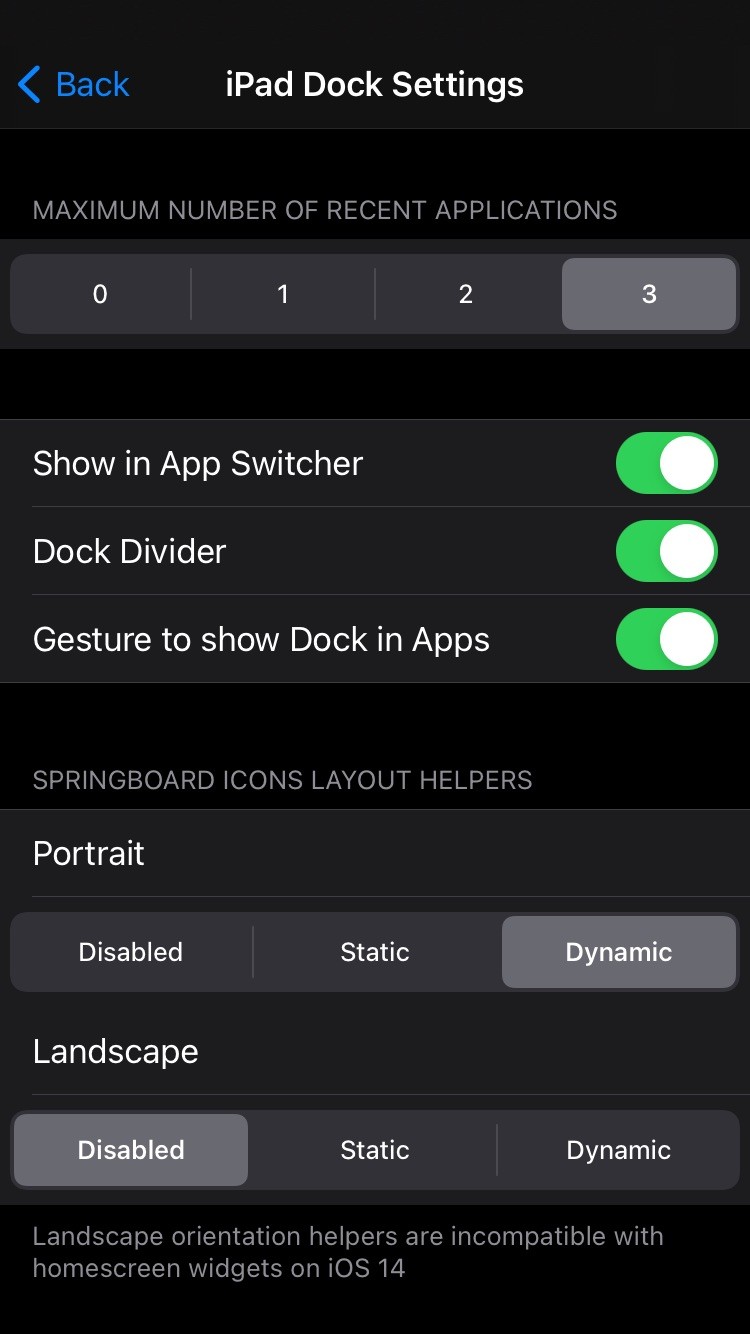 Back
iPad Dock Settings
MAXIMUM NUMBER OF RECENT APPLICATIONS
0 1 2 3
Show in App Switcher
Dock Divider
Gesture to show Dock in Apps
SPRINGBOARD ICONS LAYOUT HELPERS
Portrait
Disabled Static Dynamic
Landscape
Disabled Static Dynamic
Landscape orientation helpers are incompatible with
homescreen widgets on iOS 14